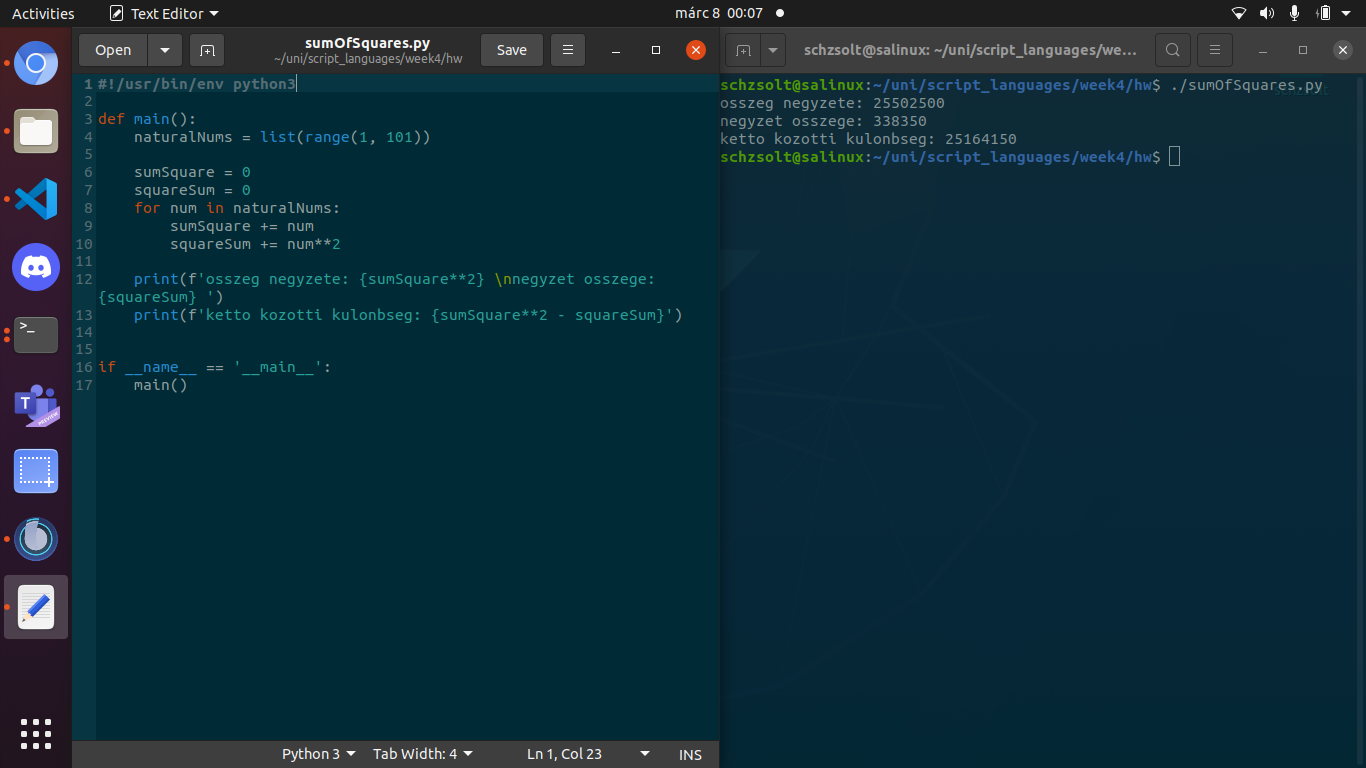 Activities
Text Editor
márc 8 00:07
Open
sumOfSquares.py
~/uni/script_languages/week4/hw
Save
1 #!/usr/bin/env python3
2
3 def main():
4     naturalNums = list(range(1, 101))
5
6     sumSquare = 0
7     squareSum = 0
8     for num in naturalNums:
9         sumSquare += num
10         squareSum += num**2
11
12     print(f'osszeg negyzete: {sumSquare**2} \nnegyzet osszege:
{squareSum} ')
13     print(f'ketto kozotti kulonbseg: {sumSquare**2 - squareSum}')
14
15
16 if __name__ == '__main__':
17     main()
Python 3
Tab Width: 4
Ln 1, Col 23
INS
schzsolt@salinux: ~/uni/script_languages/we...
schzsolt@salinux:~/uni/script_languages/week4/hw$ ./sumOfSquares.py
osszeg negyzete: 25502500
negyzet osszege: 338350
ketto kozotti kulonbseg: 25164150
schzsolt@salinux:~/uni/script_languages/week4/hw$
>_
T
PREVIEW